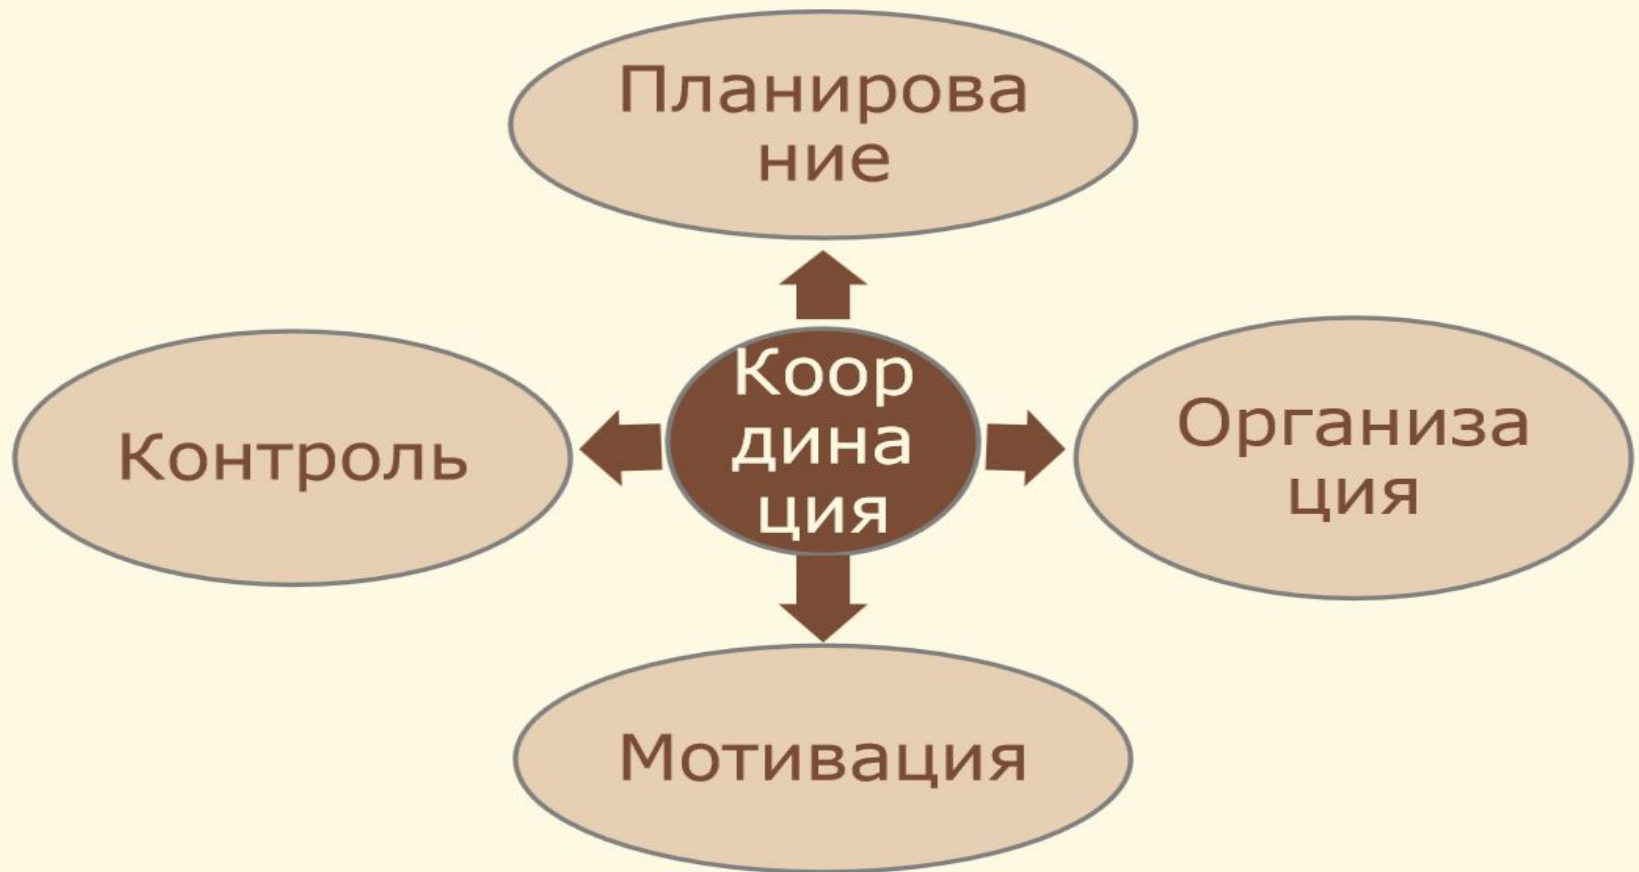 Планирова
ние
Контроль
Коор
дина
ция
Организа
ция
Мотивация